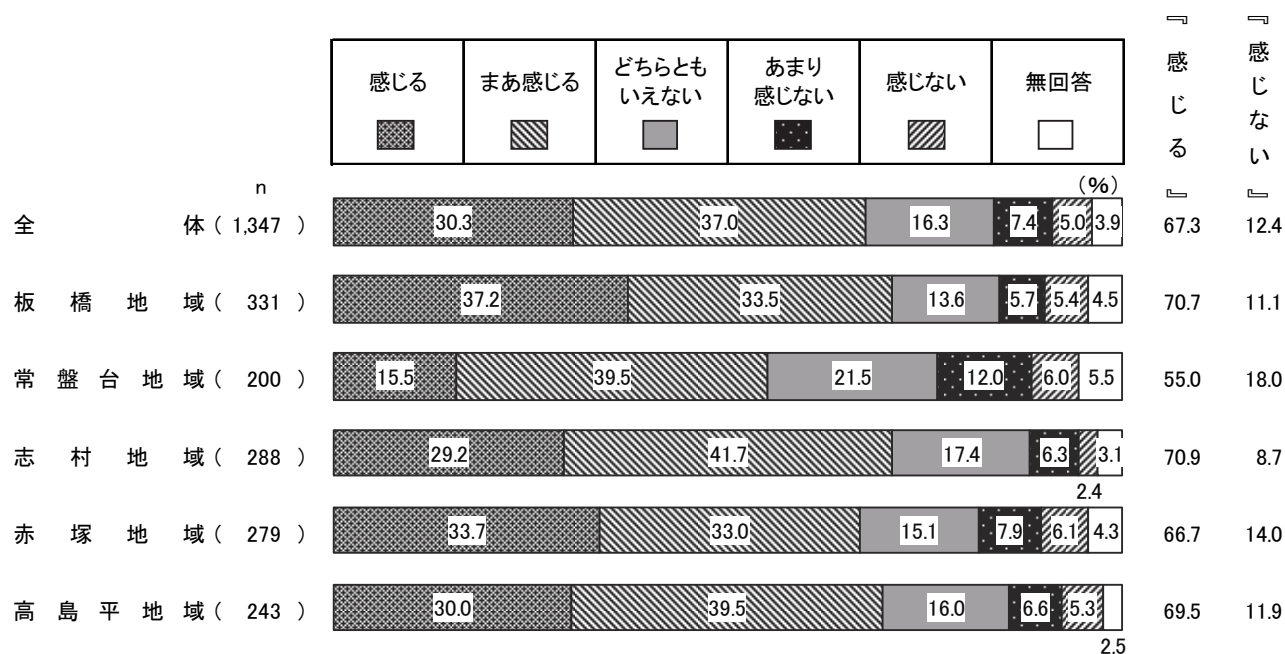 感じる
まあ感じる
どちらとも
いえない
あまり
感じない
感じない
無回答
『感じる』
『感じない』
n
(%)
全体(1,347) 30.3 37.0 16.3 7.4 5.0 3.9 67.3 12.4
板橋地域(331) 37.2 33.5 13.6 5.7 5.4 4.5 70.7 11.1
常盤台地域(200) 15.5 39.5 21.5 12.0 6.0 5.5 55.0 18.0
志村地域(288) 29.2 41.7 17.4 6.3 2.4 3.1 70.9 8.7
赤塚地域(279) 33.7 33.0 15.1 7.9 6.1 4.3 66.7 14.0
高島平地域(243) 30.0 39.5 16.0 6.6 5.3 2.5 69.5 11.9